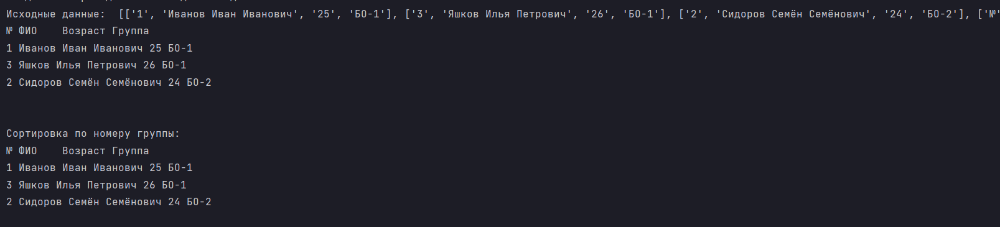 Исходные данные:  [['1', 'Иванов Иван Иванович', '25', 'БО-1'], ['3', 'Яшков Илья Петрович', '26', 'БО-1'], ['2', 'Сидоров Семён Семёнович', '24', 'БО-2'], ['№'
№ ФИО    Возраст Группа
1 Иванов Иван Иванович 25 БО-1
3 Яшков Илья Петрович 26 БО-1
2 Сидоров Семён Семёнович 24 БО-2
Сортировка по номеру группы:
№ ФИО    Возраст Группа
1 Иванов Иван Иванович 25 БО-1
3 Яшков Илья Петрович 26 БО-1
2 Сидоров Семён Семёнович 24 БО-2